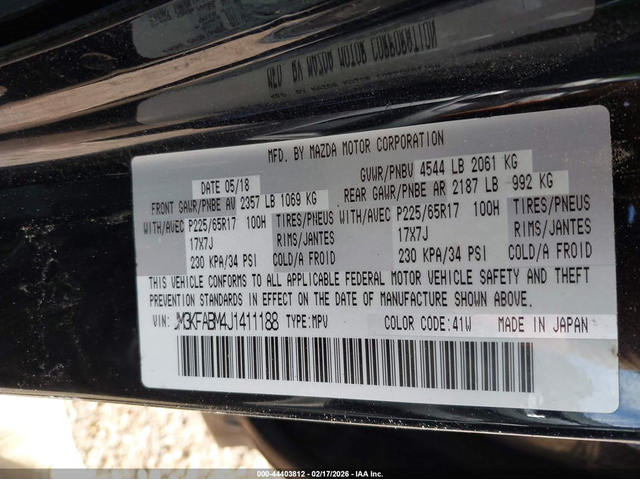 MFD. BY MAZDA MOTOR CORPORATION
DATE 05/18 GVWR/PNBV 4544 LB 2061 KG
FRONT GAWR/PNBE AV 2357 LB 1069 KG REAR GAWR/PNBE AR 2187 LB 992 KG
WITH/AVEC P225/65R17 100H TIRES/PNEUS WITH/AVEC P225/65R17 100H TIRES/PNEUS
17X7J RIMS/JANTES 17X7J RIMS/JANTES
230 KPA/34 PSI COLD/A FROID 230 KPA/34 PSI COLD/A FROID
THIS VEHICLE CONFORMS TO ALL APPLICABLE FEDERAL MOTOR VEHICLE SAFETY AND THEFT
PREVENTION STANDARDS IN EFFECT ON THE DATE OF MANUFACTURE SHOWN ABOVE.
VIN: JM3KFABM4J1411188 TYPE:MPV COLOR CODE:41W MADE IN JAPAN
000-44403812 - 02/17/2026 - IAA Inc.